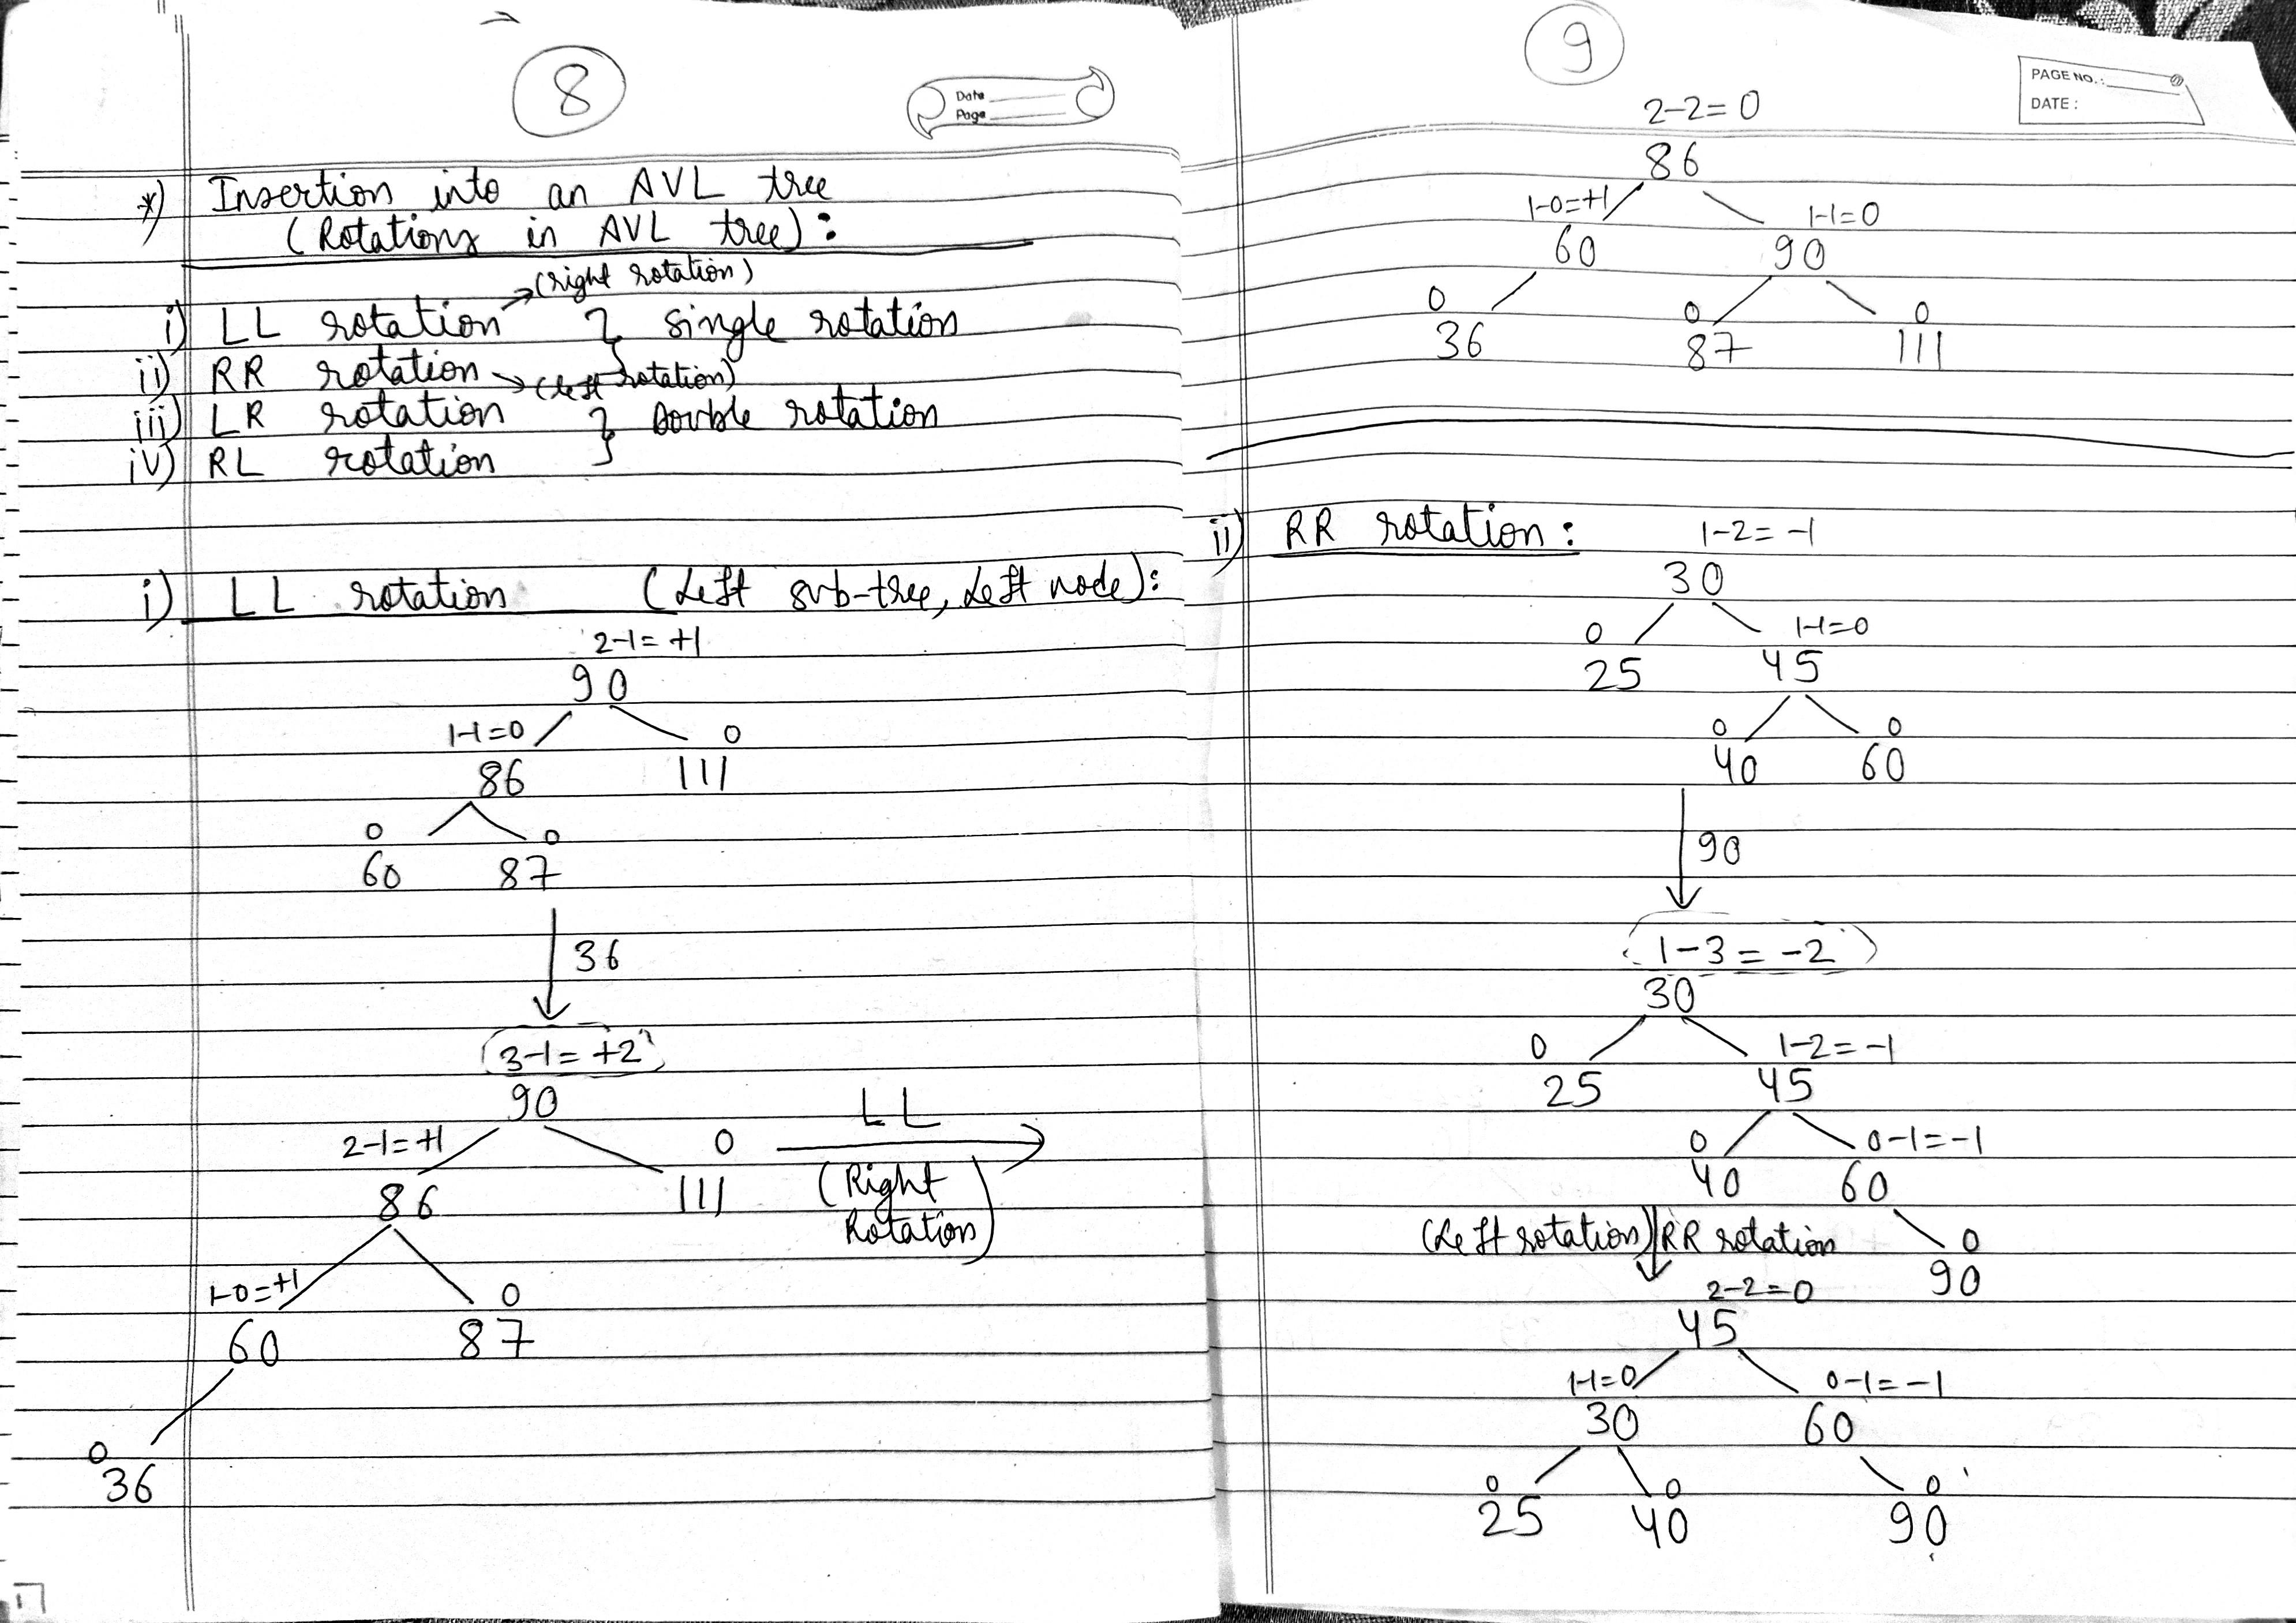 8
Date
Page
*) Insertion into an AVL tree
(Rotations in AVL tree):
i) LL rotation → (right rotation) } single rotation
ii) RR rotation → (left rotation)
iii) LR rotation } Double rotation
iv) RL rotation
i) LL rotation (Left sub-tree, Left node):
2-1= +1
90
1-1=0 0
86 111
0 0
60 87
36
3-1= +2
90
2-1=+1 0
86 111
LL
(Right Rotation)
1-0=+1 0
60 87
0
36
9
PAGE NO.:
DATE :
2-2= 0
86
1-0=+1 1-1=0
60 90
0 0 0
36 87 111
ii) RR rotation:
1-2= -1
30
0 1-1=0
25 45
0 0
40 60
90
1-3= -2
30
0 1-2= -1
25 45
0 0-1= -1
40 60
(Left rotation) RR rotation 0
90
2-2=0
45
1-1=0 0-1= -1
30 60
0 0 0
25 40 90